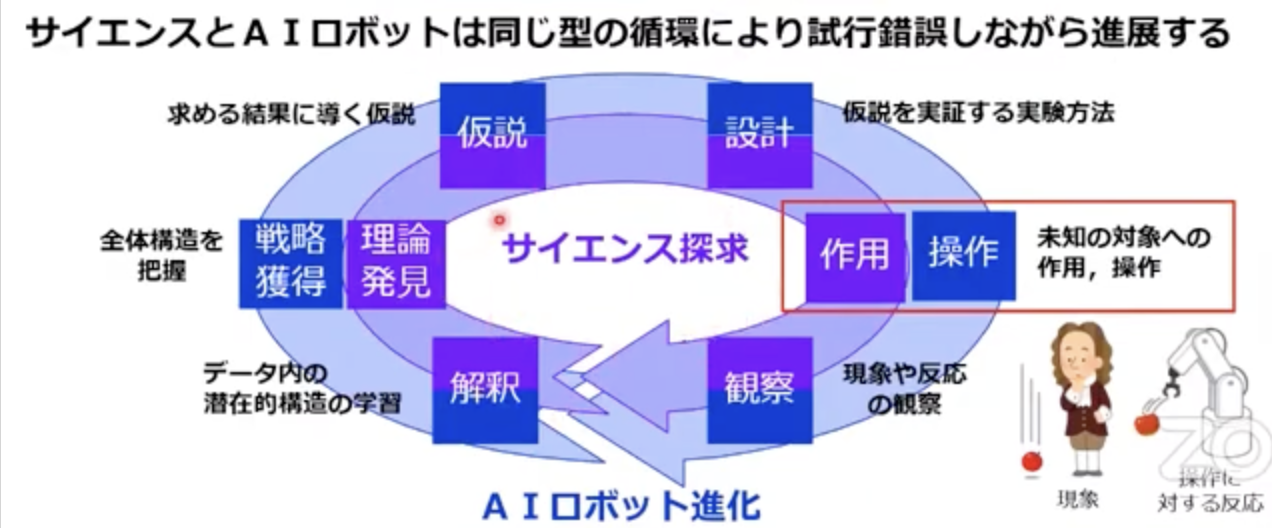 サイエンスとＡＩロボットは同じ型の循環により試行錯誤しながら進展する
求める結果に導く仮説
仮説
設計
仮説を実証する実験方法
全体構造を
把握
戦略
獲得
理論
発見
サイエンス探求
作用
操作
未知の対象への
作用，操作
データ内の
潜在的構造の学習
解釈
観察
現象や反応
の観察
ＡＩロボット進化
現象
操作に
対する反応